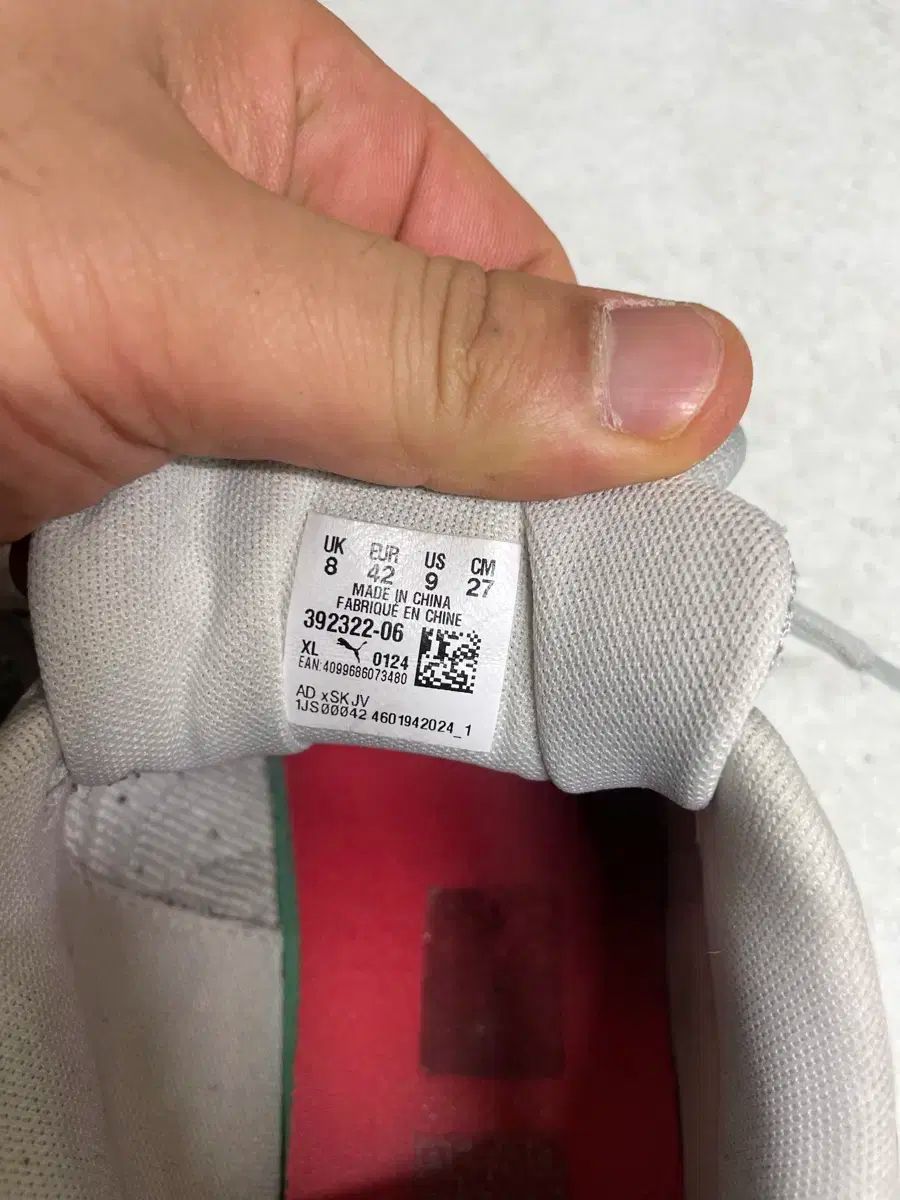 UK EUR US CM
8 42 9 27
MADE IN CHINA
FABRIQUÉ EN CHINE
392322-06
XL 0124
EAN:4099686073480
AD xSKJV
1JS00042 4601942024_1